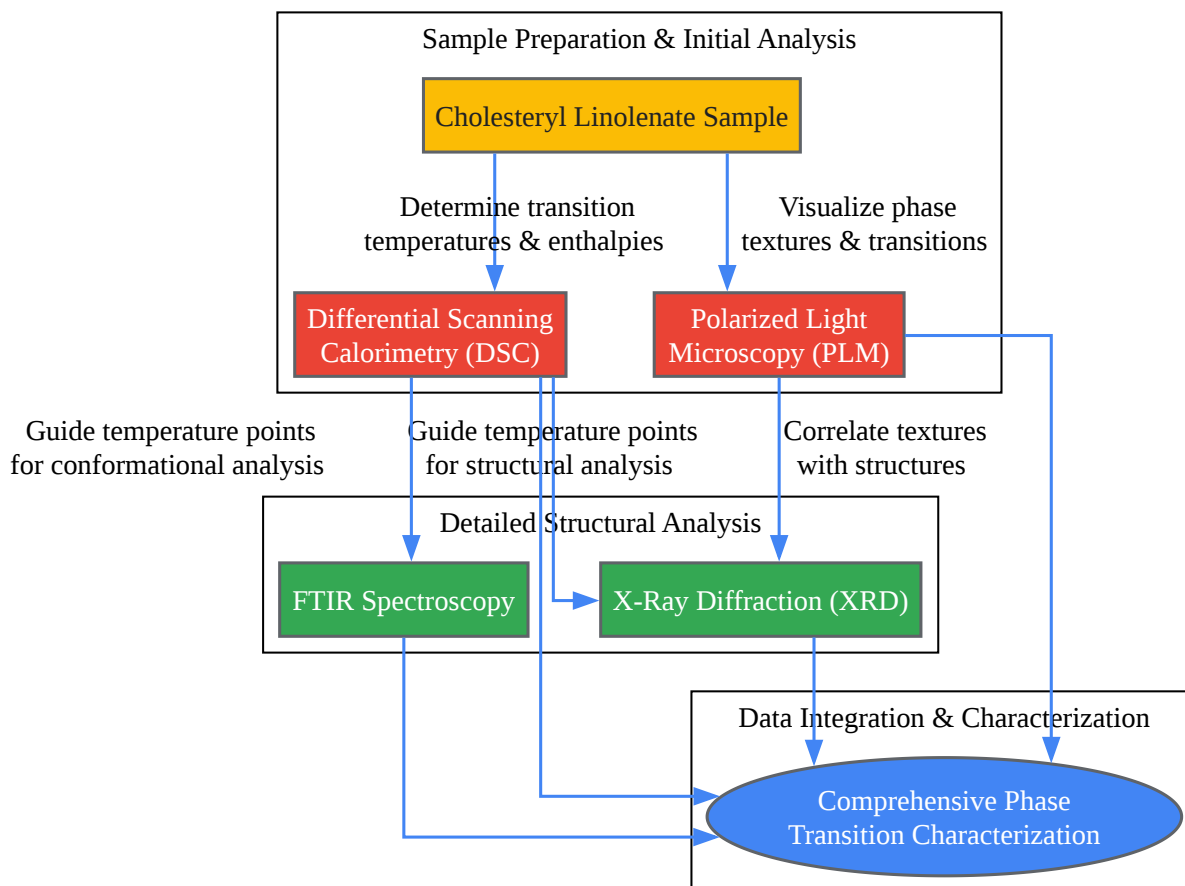 Sample Preparation & Initial Analysis
Cholesteryl Linolenate Sample
Determine transition
temperatures & enthalpies
Visualize phase
textures & transitions
Differential Scanning
Calorimetry (DSC)
Polarized Light
Microscopy (PLM)
Guide temperature points
for conformational analysis
Guide temperature points
for structural analysis
Correlate textures
with structures
Detailed Structural Analysis
FTIR Spectroscopy
X-Ray Diffraction (XRD)
Data Integration & Characterization
Comprehensive Phase
Transition Characterization